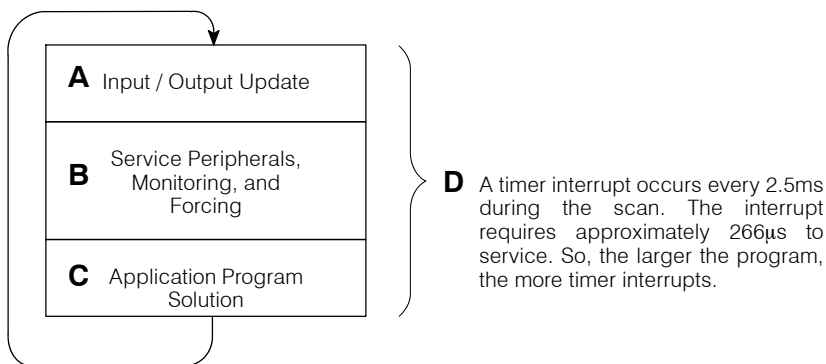 A Input / Output Update
B Service Peripherals,
Monitoring, and
Forcing
C Application Program
Solution
D A timer interrupt occurs every 2.5ms
during the scan. The interrupt
requires approximately 266μs to
service. So, the larger the program,
the more timer interrupts.